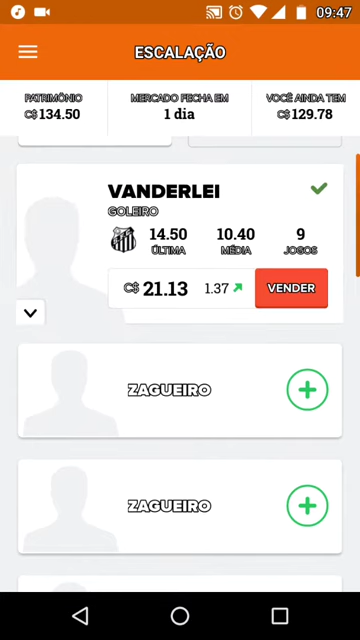 09:47
ESCALAÇÃO
PATRIMÔNIO
C$ 134.50
MERCADO FECHA EM
1 dia
VOCÊ AINDA TEM
C$ 129.78
VANDERLEI
GOLEIRO
14.50
ÚLTIMA
10.40
MÉDIA
9
JOGOS
C$ 21.13
1.37
VENDER
ZAGUEIRO
ZAGUEIRO